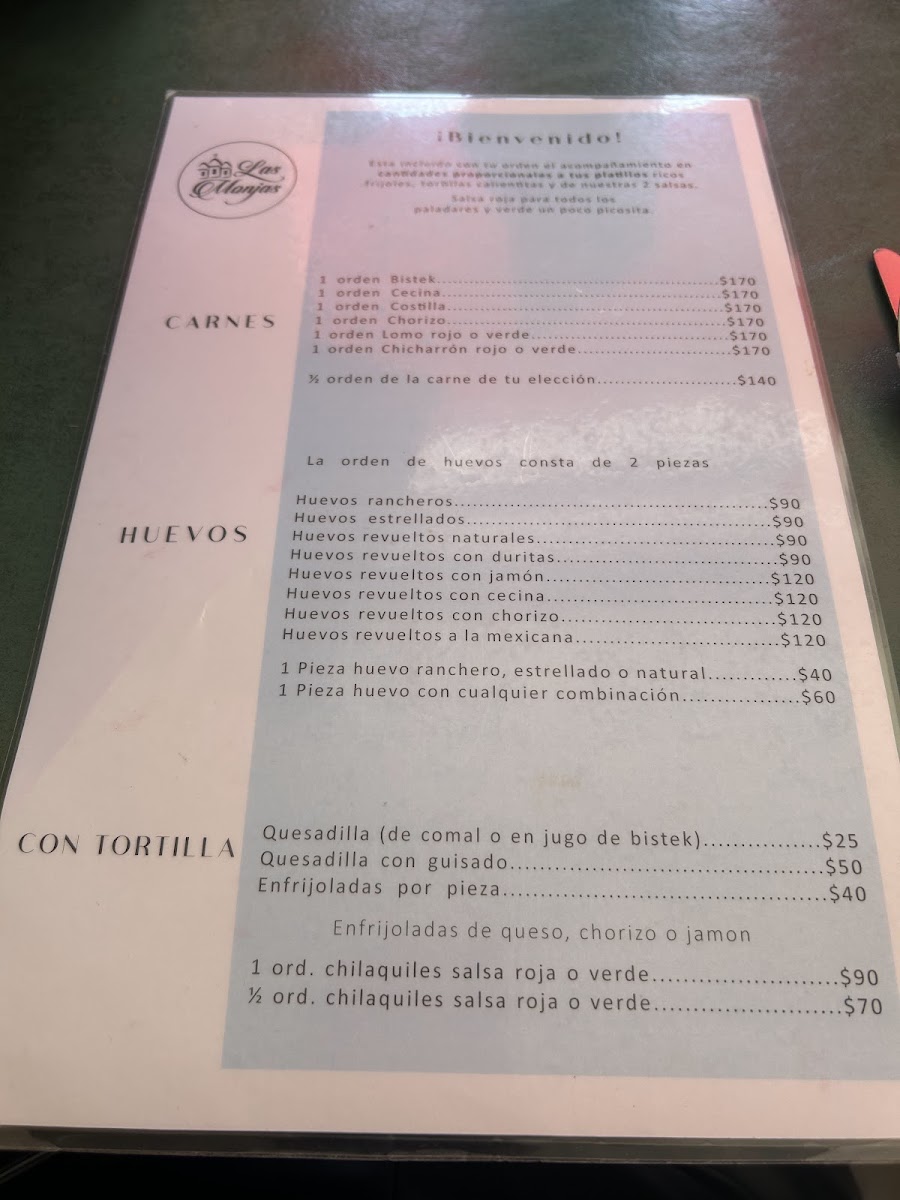 Las
Monjas
¡Bienvenido!
Esta incluido con tu orden el acompañamiento en
cantidades proporcionales a tus platillos ricos
frijoles, tortillas calientitas y de nuestras 2 salsas.
Salsa roja para todos los
paladares y verde un poco picosita.
CARNES
1 orden Bistek......................................................$170
1 orden Cecina......................................................$170
1 orden Costilla.....................................................$170
1 orden Chorizo.....................................................$170
1 orden Lomo rojo o verde.....................................$170
1 orden Chicharrón rojo o verde............................$170
½ orden de la carne de tu elección.........................$140
La orden de huevos consta de 2 piezas
HUEVOS
Huevos rancheros.................................................$90
Huevos estrellados................................................$90
Huevos revueltos naturales.....................................$90
Huevos revueltos con duritas...................................$90
Huevos revueltos con jamón...................................$120
Huevos revueltos con cecina...................................$120
Huevos revueltos con chorizo..................................$120
Huevos revueltos a la mexicana...............................$120
1 Pieza huevo ranchero, estrellado o natural.............$40
1 Pieza huevo con cualquier combinación.................$60
CON TORTILLA
Quesadilla (de comal o en jugo de bistek)................$25
Quesadilla con guisado...........................................$50
Enfrijoladas por pieza............................................$40
Enfrijoladas de queso, chorizo o jamon
1 ord. chilaquiles salsa roja o verde........................$90
½ ord. chilaquiles salsa roja o verde........................$70